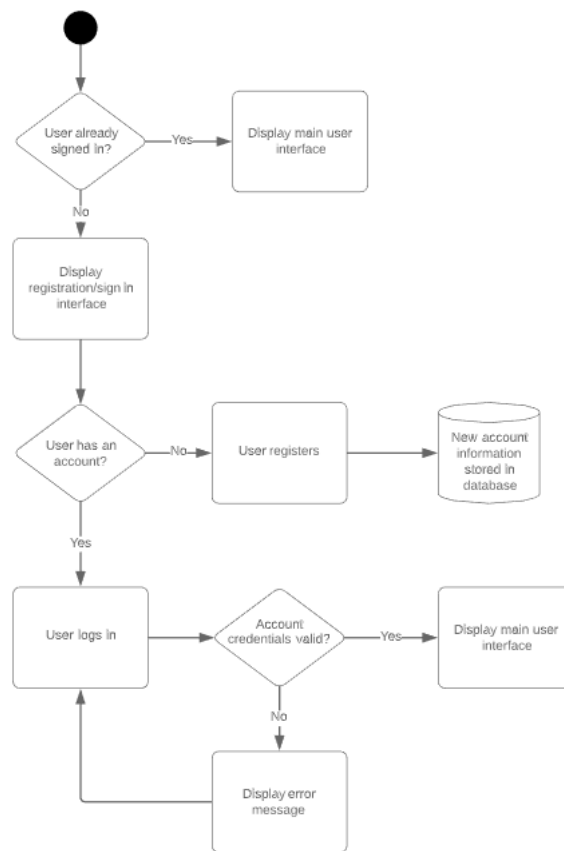 User already
signed in?
Yes
Display main user
interface
No
Display
registration/sign in
interface
User has an
account?
No
User registers
New account
information
stored in
database
Yes
User logs in
Account
credentials valid?
Yes
Display main user
interface
No
Display error
message